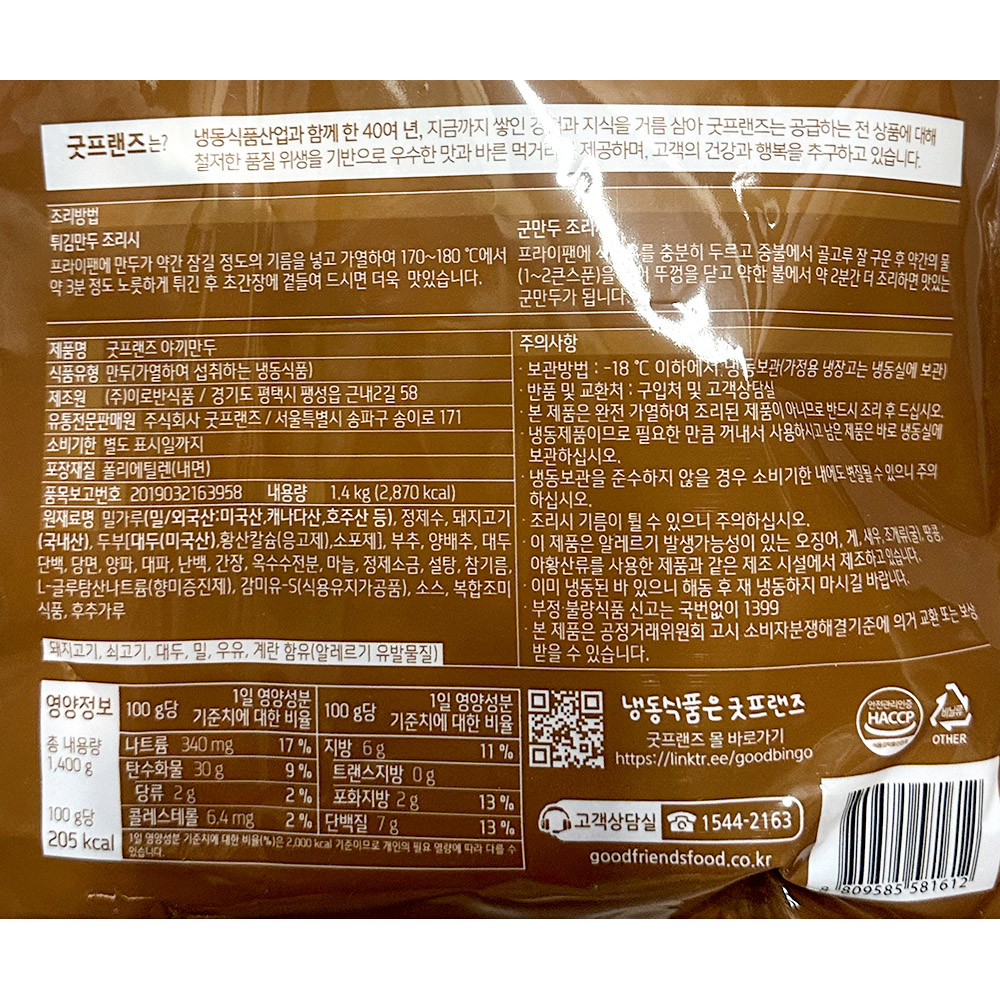 굿프랜즈는?
냉동식품산업과 함께 한 40여 년, 지금까지 쌓인 지식을 거름 삼아 굿프랜즈는 공급하는 전 상품에 대해
철저한 품질 위생을 기반으로 우수한 맛과 바른 제공하며, 고객의 건강과 행복을 추구하고 있습니다.
조리방법
튀김만두 조리시
프라이팬에 만두가 약간 잠길 정도의 기름을 넣고 가열하여 170~180 ℃에서
약 3분 정도 노릇하게 튀긴 후 초간장에 곁들여 드시면 더욱 맛있습니다.
군만두
프라이팬에 충분히 두르고 중불에서 골고루 잘 구운 후 약간의 물
(1~2큰스푼)을 뚜껑을 닫고 약한 불에서 약 2분간 더 조리하면 맛있는
군만두가 됩니다.
제품명 굿프랜즈 야끼만두
식품유형 만두(가열하여 섭취하는 냉동식품)
제조원 (주)이로반식품 / 경기도 평택시 팽성읍 근내2길 58
유통전문판매원 주식회사 굿프랜즈 / 서울특별시 송파구 송이로 171
소비기한 별도 표시일까지
포장재질 폴리에틸렌(내면)
품목보고번호 2019032163958 내용량 1.4 kg (2,870 kcal)
원재료명 밀가루(밀/외국산:미국산,캐나다산,호주산 등), 정제수, 돼지고기
(국내산), 두부[대두(미국산),황산칼슘(응고제),소포제], 부추, 양배추, 대두
단백, 당면, 양파, 대파, 난백, 간장, 옥수수전분, 마늘, 정제소금, 설탕, 참기름,
L-글루탐산나트륨(향미증진제), 감미유-S(식용유지가공품), 소스, 복합조미
식품, 후추가루
돼지고기, 쇠고기, 대두, 밀, 우유, 계란 함유(알레르기 유발물질)
주의사항
· 보관방법 : -18 ℃ 이하에서 냉동보관(가정용 냉장고는 냉동실에 보관)
· 반품 및 교환처 : 구입처 및 고객상담실
· 본 제품은 완전 가열하여 조리된 제품이 아니므로 반드시 조리 후 드십시오.
· 냉동제품이므로 필요한 만큼 꺼내서 사용하시고 남은 제품은 바로 냉동실에
보관하십시오.
· 냉동보관을 준수하지 않을 경우 소비기한 내에도 변질될 수 있으니 주의
하십시오.
· 조리시 기름이 튈 수 있으니 주의하십시오.
· 이 제품은 알레르기 발생가능성이 있는 오징어, 게, 새우, 조개류(굴), 땅콩,
아황산류를 사용한 제품과 같은 제조 시설에서 제조하고 있습니다.
· 이미 냉동된 바 있으니 해동 후 재 냉동하지 마시길 바랍니다.
· 부정·불량식품 신고는 국번없이 1399
· 본 제품은 공정거래위원회 고시 소비자분쟁해결기준에 의거 교환 또는 보상
받을 수 있습니다.
영양정보
총 내용량
1,400 g
100 g당
205 kcal
100 g당 1일 영양성분 기준치에 대한 비율
나트륨 340 mg 17 %
탄수화물 30 g 9 %
당류 2 g 2 %
콜레스테롤 6.4 mg 2 %
100 g당 1일 영양성분 기준치에 대한 비율
지방 6 g 11 %
트랜스지방 0 g
포화지방 2 g 13 %
단백질 7 g 13 %
1일 영양성분 기준치에 대한 비율(%)은 2,000 kcal 기준이므로 개인의 필요 열량에 따라 다를 수
있습니다.
냉동식품은 굿프랜즈
굿프랜즈 몰 바로가기
https://linktr.ee/goodbingo
고객상담실 ☎ 1544-2163
goodfriendsfood.co.kr
안전관리인증
HACCP
식품의약품안전처
비닐류
OTHER
8 809585 581612